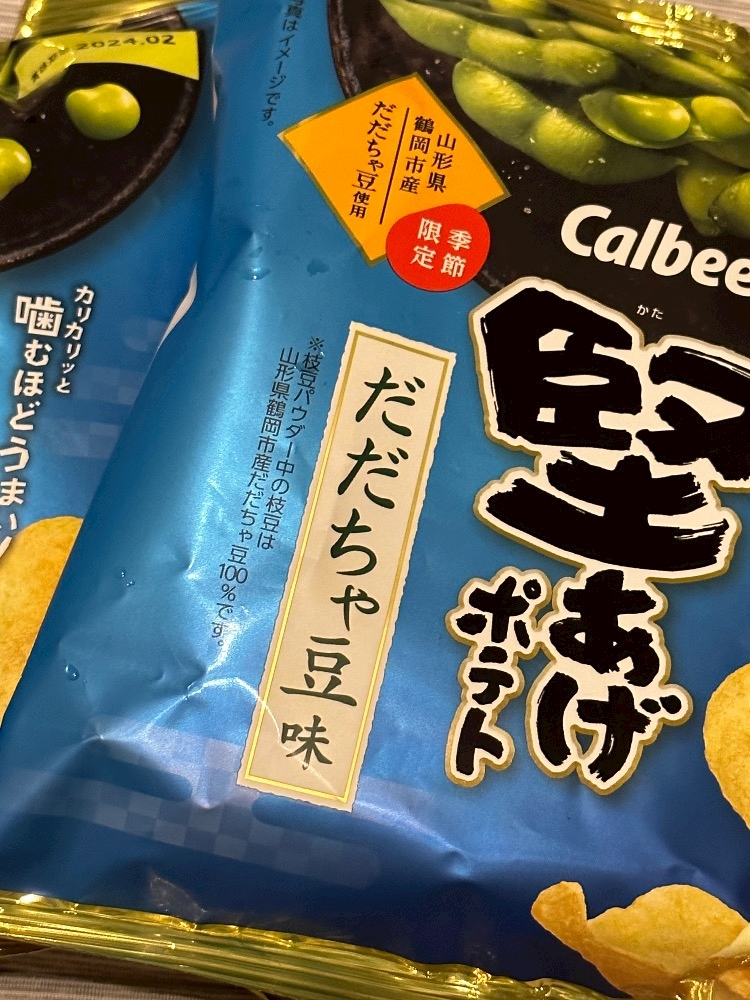 2024.02
カリカリッと
噛むほどうまい!
写真はイメージです。
山形県
鶴岡市産
だだちゃ豆使用
季節
限定
Calbee
かた
堅あげ
ポテト
だだちゃ豆味
※枝豆パウダー中の枝豆は
山形県鶴岡市産だだちゃ豆100%です。